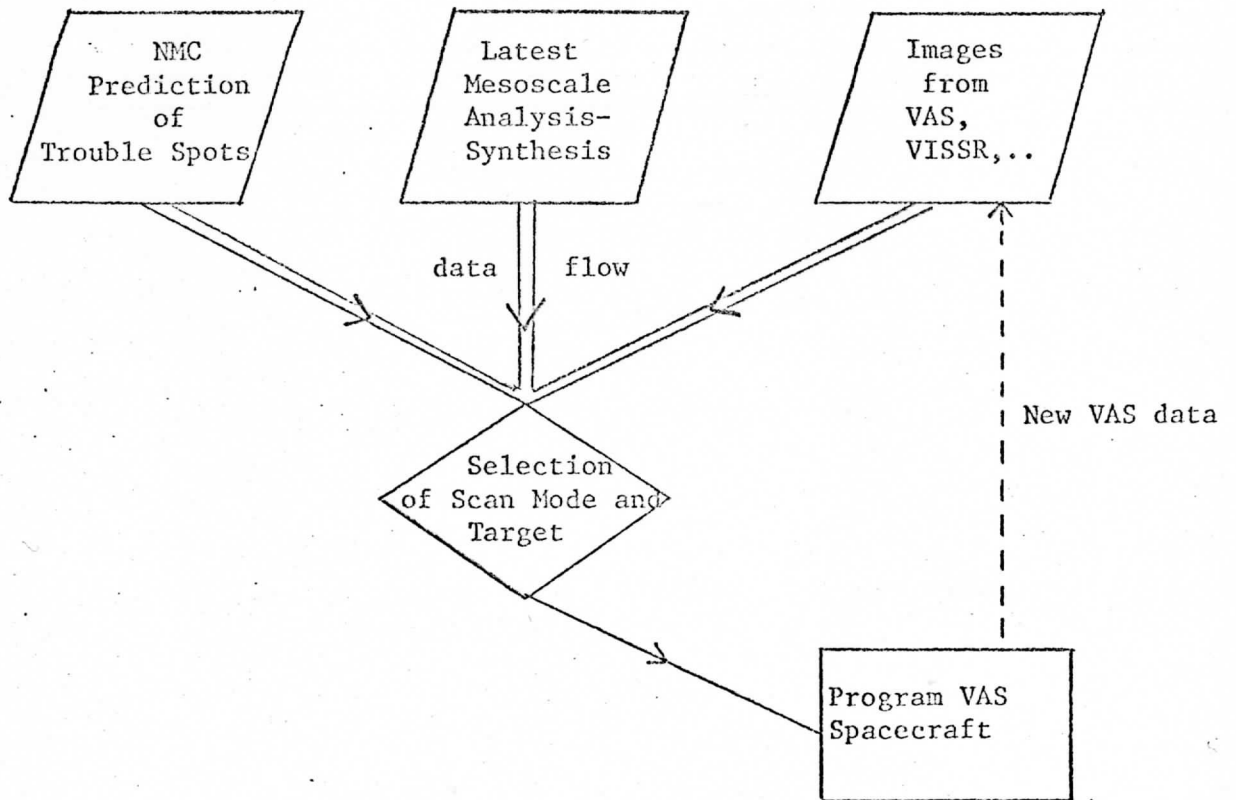 NMC
Prediction
of
Trouble Spots
Latest
Mesoscale
Analysis-
Synthesis
Images
from
VAS,
VISSR,..
data flow
New VAS data
Selection
of Scan Mode and
Target
Program VAS
Spacecraft